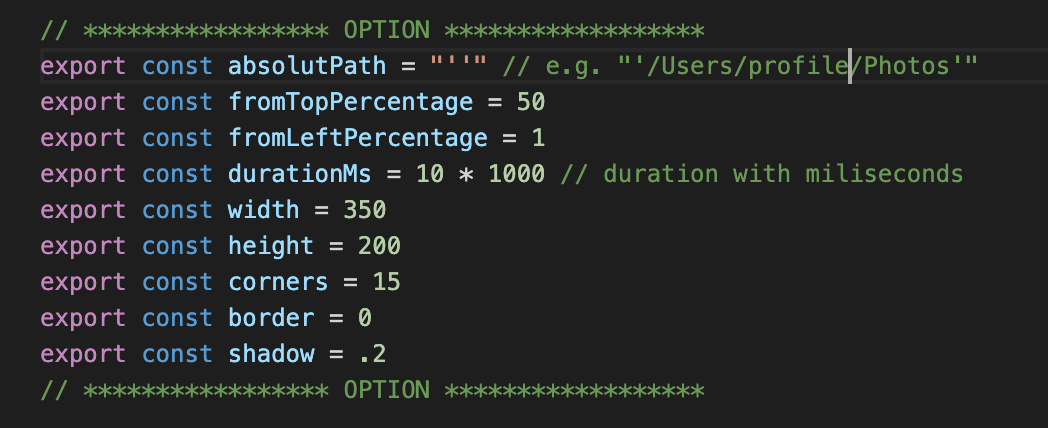 // ***************** OPTION ******************
export const absolutPath = "''" // e.g. "'/Users/profile/Photos'"
export const fromTopPercentage = 50
export const fromLeftPercentage = 1
export const durationMs = 10 * 1000 // duration with miliseconds
export const width = 350
export const height = 200
export const corners = 15
export const border = 0
export const shadow = .2
// ***************** OPTION ******************